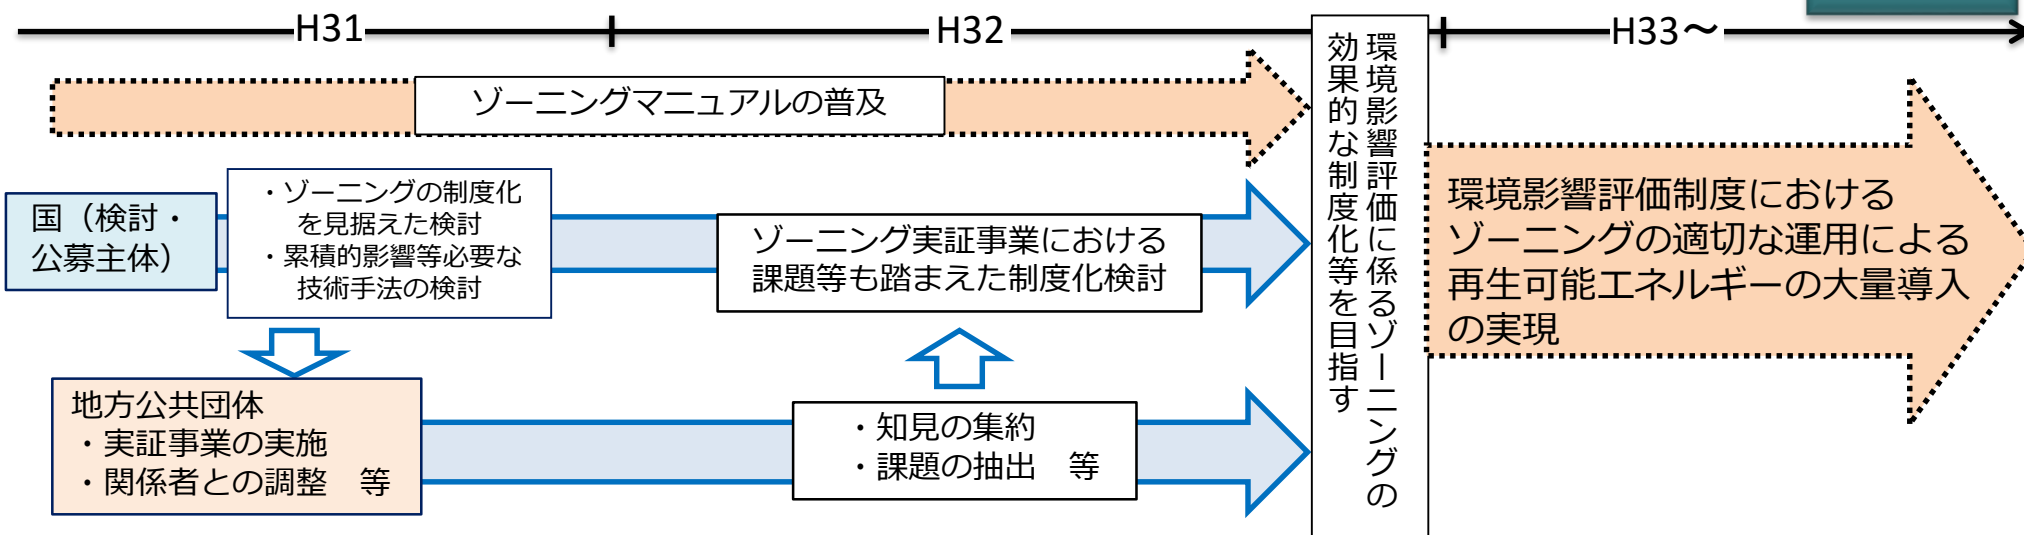 H31
H32
H33～
ゾーニングマニュアルの普及
国（検討・
公募主体）
・ゾーニングの制度化
を見据えた検討
・累積的影響等必要な
技術手法の検討
ゾーニング実証事業における
課題等も踏まえた制度化検討
地方公共団体
・実証事業の実施
・関係者との調整　等
・知見の集約
・課題の抽出　等
環境影響評価に係るゾーニングの
効果的な制度化等を目指す
環境影響評価制度における
ゾーニングの適切な運用による
再生可能エネルギーの大量導入
の実現